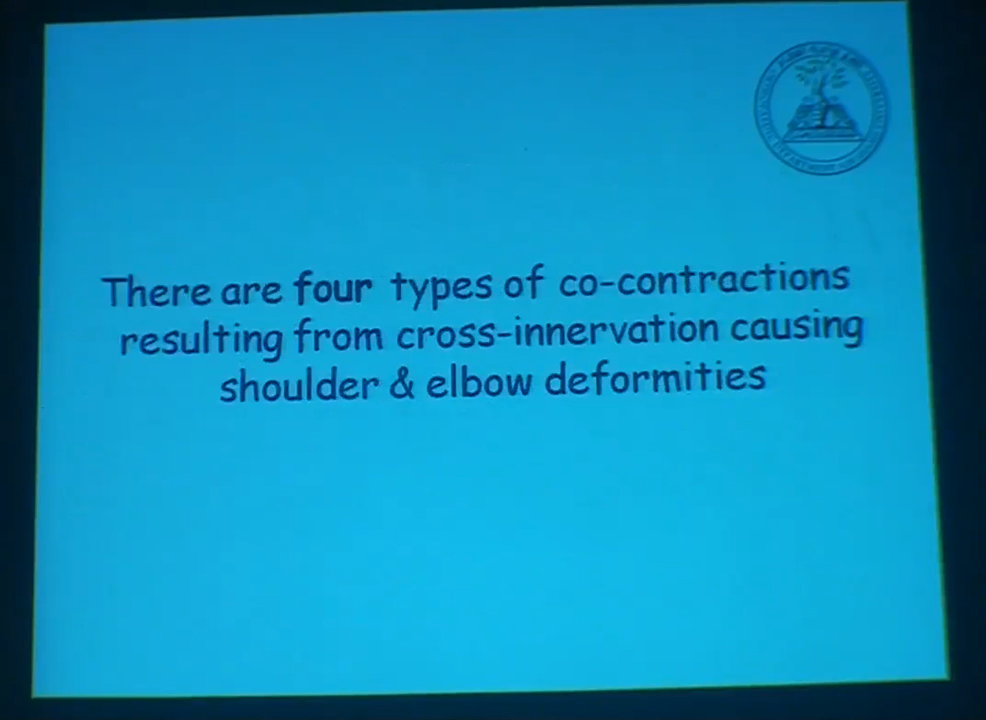 There are four types of co-contractions
resulting from cross-innervation causing
shoulder & elbow deformities